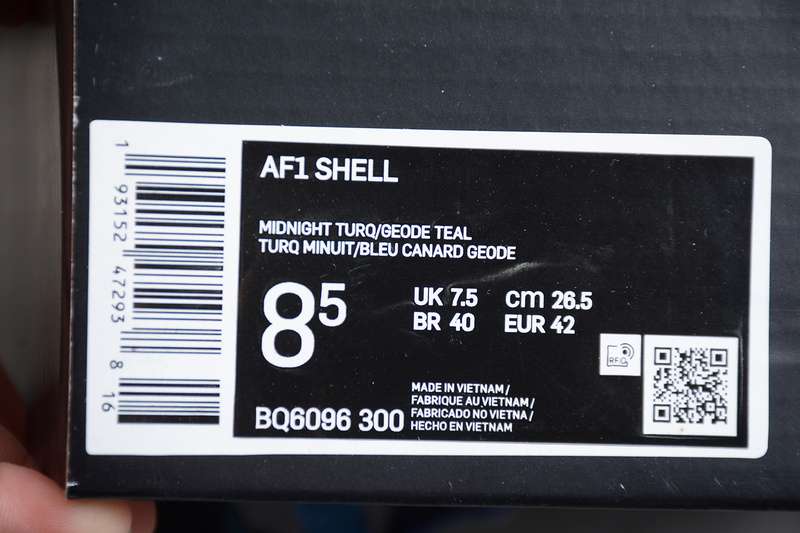 1
93152
47293
8
16
AF1 SHELL
MIDNIGHT TURQ/GEODE TEAL
TURQ MINUIT/BLEU CANARD GEODE
8⁵
UK 7.5 cm 26.5
BR 40 EUR 42
RFID
BQ6096 300
MADE IN VIETNAM /
FABRIQUE AU VIETNAM /
FABRICADO NO VIETNA /
HECHO EN VIETNAM